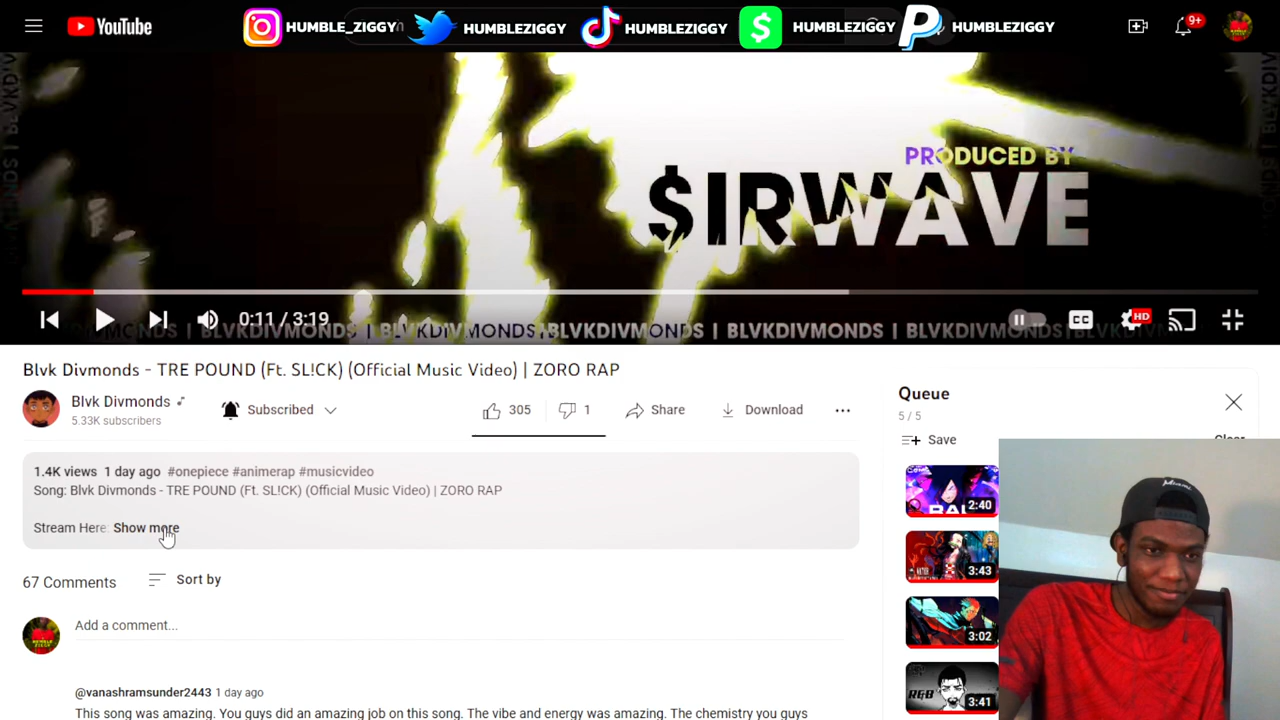 YouTube
HUMBLE_ZIGGY
HUMBLEZIGGY
HUMBLEZIGGY
HUMBLEZIGGY
HUMBLEZIGGY
9+
PRODUCED BY
$IRWAVE
0:11 / 3:19
CC
HD
BLVKDIVMONDS | BLVKDIVMONDS | BLVKDIVMONDS | BLVKDIVMONDS
Blvk Divmonds - TRE POUND (Ft. SL!CK) (Official Music Video) | ZORO RAP
Blvk Divmonds
5.33K subscribers
Subscribed
305
1
Share
Download
1.4K views 1 day ago #onepiece #animerap #musicvideo
Song: Blvk Divmonds - TRE POUND (Ft. SL!CK) (Official Music Video) | ZORO RAP
Stream Here: Show more
67 Comments
Sort by
Add a comment...
@vanashramsunder2443 1 day ago
This song was amazing. You guys did an amazing job on this song. The vibe and energy was amazing. The chemistry you guys
Queue
5 / 5
Save
Clear
2:40
3:43
3:02
R&B
3:41